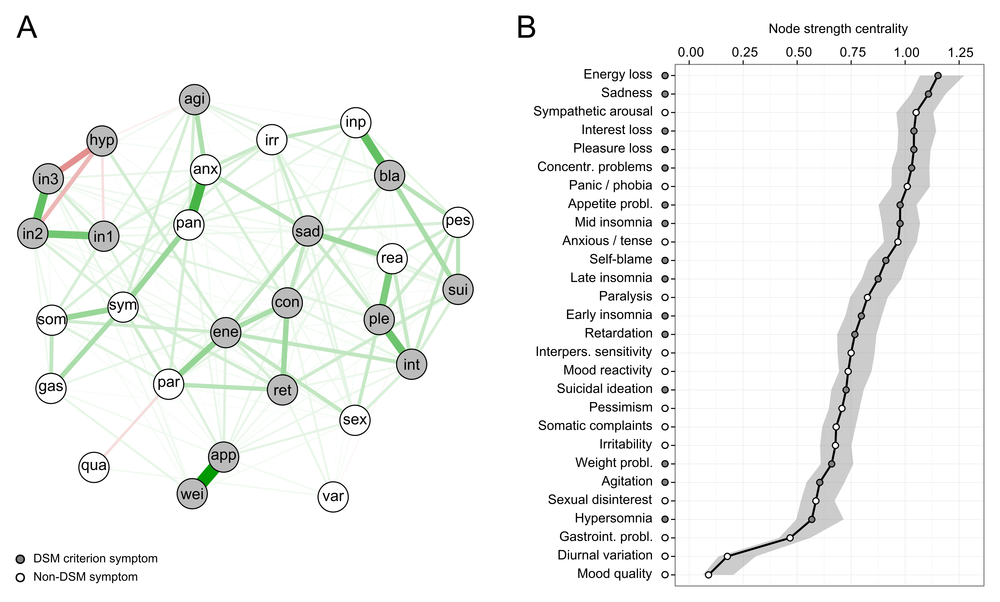 A
agi
inp
hyp
irr
anx
in3
bla
pan
pes
in2
in1
sad
rea
sui
con
sym
som
ple
ene
int
par
gas
ret
sex
app
qua
wei
var
DSM criterion symptom
Non-DSM symptom
B
Node strength centrality
0.00 0.25 0.50 0.75 1.00 1.25
Energy loss
Sadness
Sympathetic arousal
Interest loss
Pleasure loss
Concentr. problems
Panic / phobia
Appetite probl.
Mid insomnia
Anxious / tense
Self-blame
Late insomnia
Paralysis
Early insomnia
Retardation
Interpers. sensitivity
Mood reactivity
Suicidal ideation
Pessimism
Somatic complaints
Irritability
Weight probl.
Agitation
Sexual disinterest
Hypersomnia
Gastroint. probl.
Diurnal variation
Mood quality